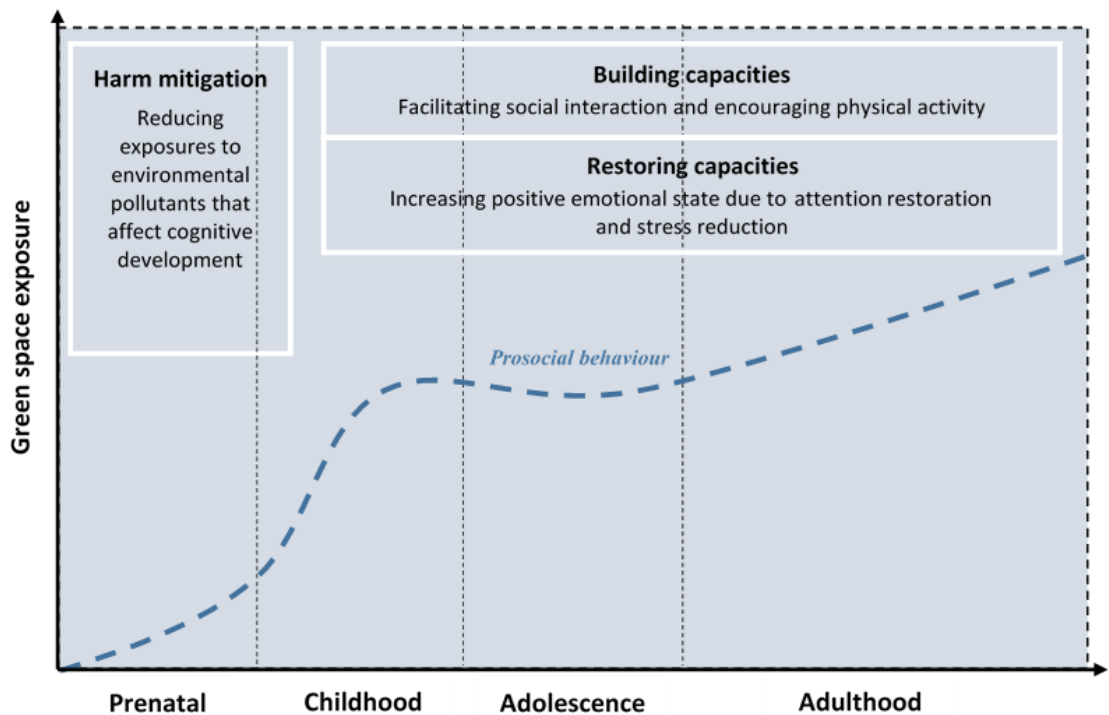 Green space exposure
Harm mitigation
Reducing
exposures to
environmental
pollutants that
affect cognitive
development
Building capacities
Facilitating social interaction and encouraging physical activity
Restoring capacities
Increasing positive emotional state due to attention restoration
and stress reduction
Prosocial behaviour
Prenatal
Childhood
Adolescence
Adulthood